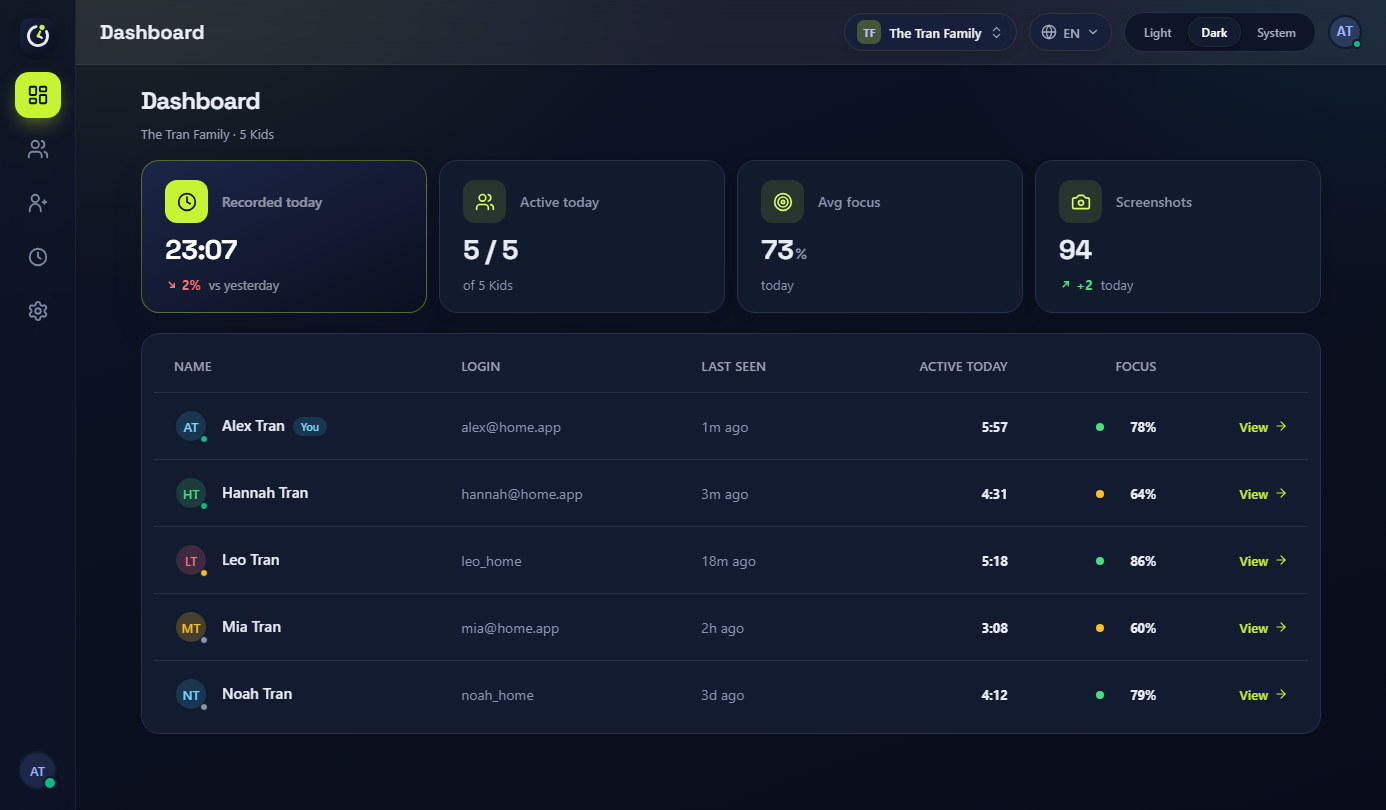 Dashboard
TF The Tran Family
EN
Light Dark System
AT
Dashboard
The Tran Family · 5 Kids
Recorded today
23:07
2% vs yesterday
Active today
5 / 5
of 5 Kids
Avg focus
73%
today
Screenshots
94
+2 today
NAME LOGIN LAST SEEN ACTIVE TODAY FOCUS
AT Alex Tran You alex@home.app 1m ago 5:57 78% View
HT Hannah Tran hannah@home.app 3m ago 4:31 64% View
LT Leo Tran leo_home 18m ago 5:18 86% View
MT Mia Tran mia@home.app 2h ago 3:08 60% View
NT Noah Tran noah_home 3d ago 4:12 79% View
AT